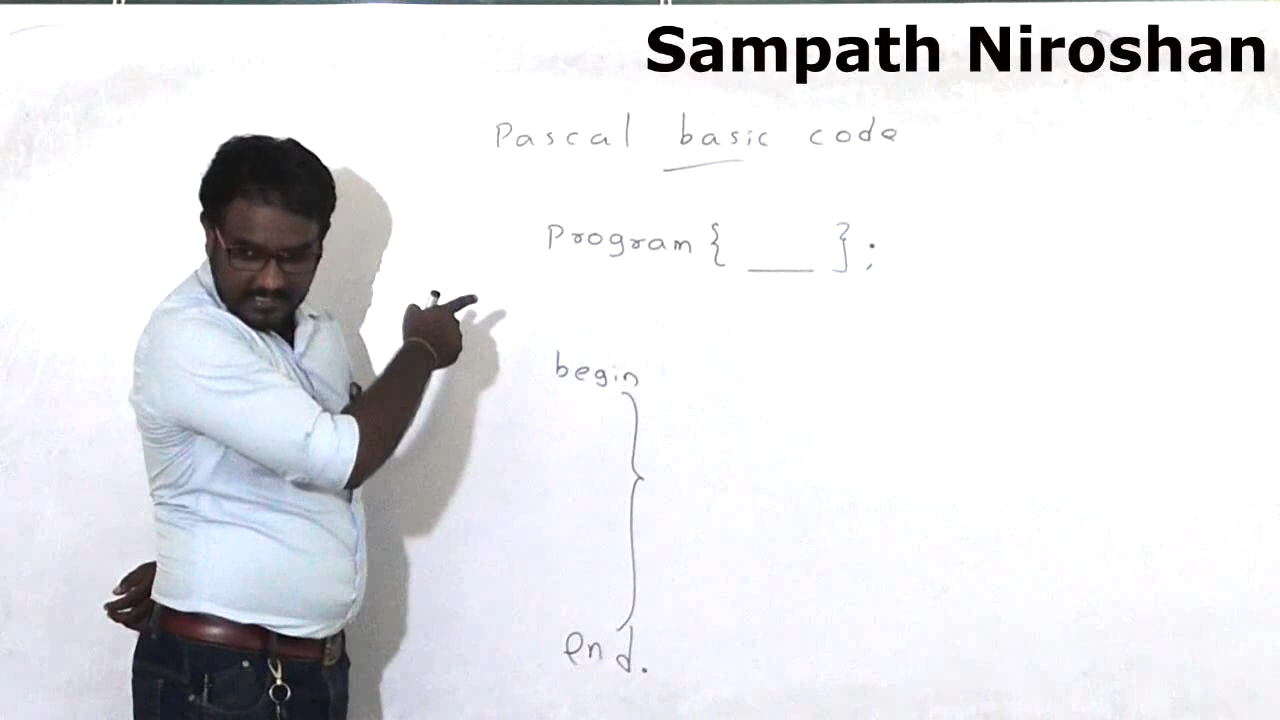 Sampath Niroshan
Pascal basic code
Program { ___ } ;
begin
end.